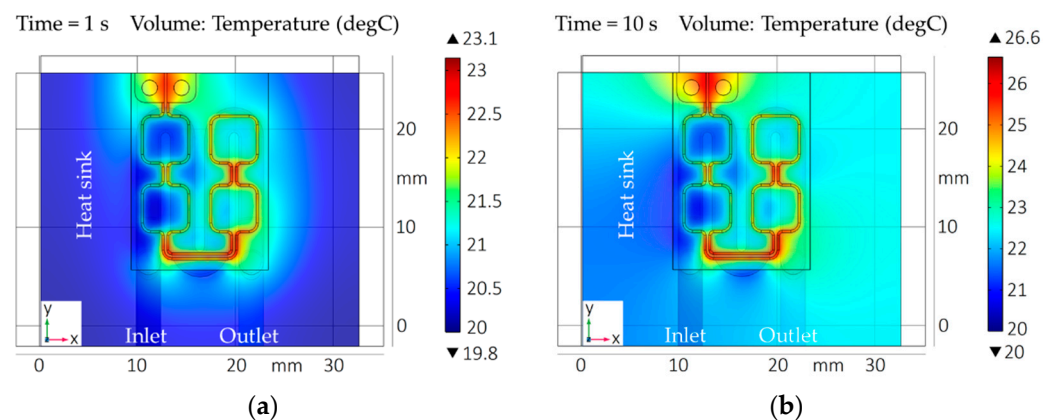 Time = 1 s Volume: Temperature (degC)
▲ 23.1
23
22.5
22
21.5
21
20.5
20
▼ 19.8
20
mm
10
0
Heat sink
Inlet
Outlet
y
x
0
10
20
mm
30
(a)
Time = 10 s Volume: Temperature (degC)
▲ 26.6
26
25
24
23
22
21
20
▼ 20
20
mm
10
0
Heat sink
Inlet
Outlet
y
x
0
10
20
mm
30
(b)